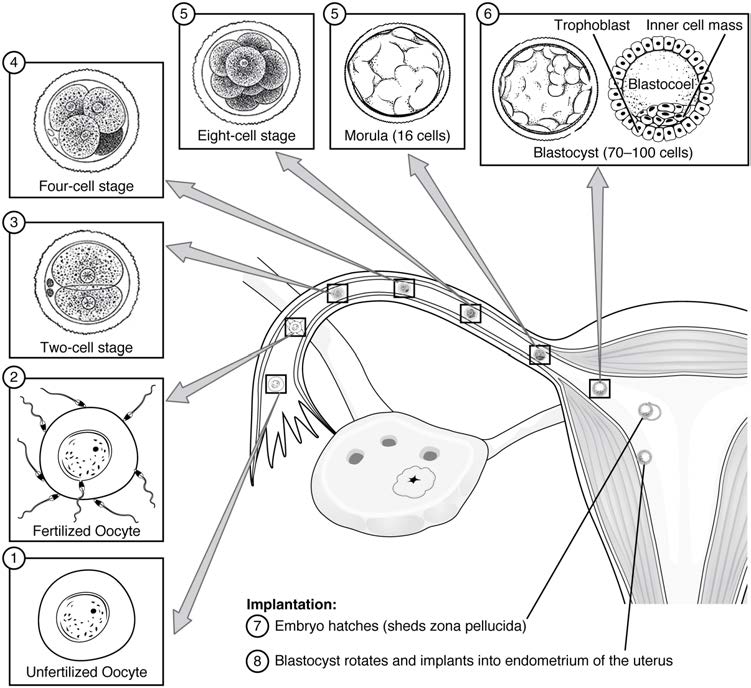 5
5
6
Trophoblast Inner cell mass
Blastocoel
4
Eight-cell stage
Morula (16 cells)
Blastocyst (70–100 cells)
Four-cell stage
3
Two-cell stage
2
Fertilized Oocyte
1
Unfertilized Oocyte
Implantation:
7 Embryo hatches (sheds zona pellucida)
8 Blastocyst rotates and implants into endometrium of the uterus